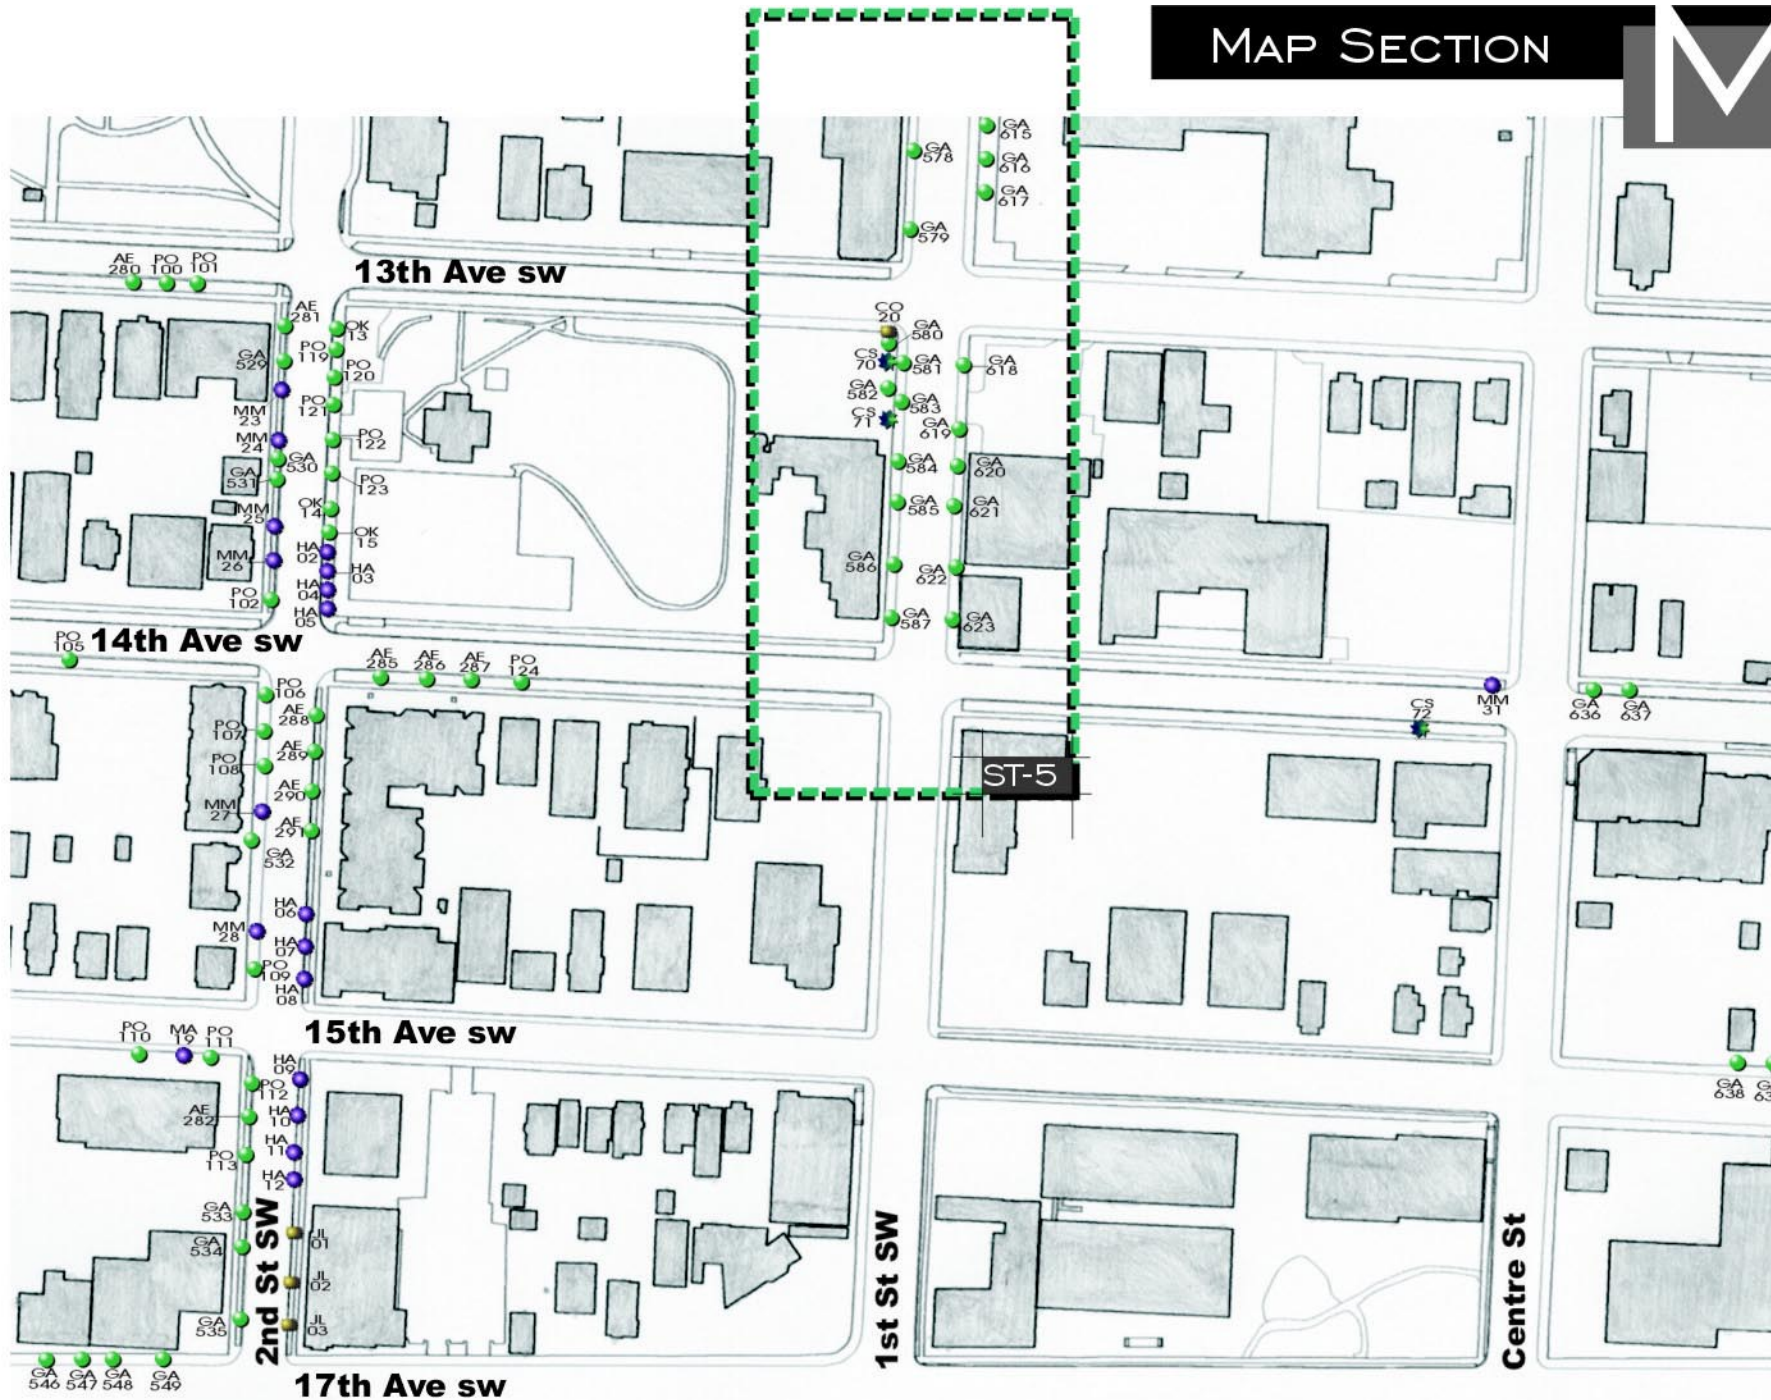 MAP SECTION
M
GA
615
GA
578
GA
616
GA
617
GA
579
AE
280
PO
100
PO
101
13th Ave sw
AE
281
OK
13
CO
20
GA
580
PO
119
GA
529
CS
70
GA
581
GA
618
PO
120
GA
582
GA
583
MM
23
PO
121
CS
71
MM
24
PO
122
GA
619
GA
530
GA
531
GA
584
GA
620
PO
123
MM
25
OK
14
GA
585
GA
621
OK
15
MM
26
HA
02
HA
03
GA
586
GA
622
PO
102
HA
04
HA
05
GA
587
GA
623
PO
105
14th Ave sw
AE
285
AE
286
AE
287
PO
124
PO
106
MM
31
GA
636
GA
637
AE
288
CS
72
PO
107
AE
289
PO
108
ST-5
AE
290
MM
27
AE
291
GA
532
HA
06
MM
28
HA
07
PO
109
HA
08
15th Ave sw
PO
110
MA
19
PO
111
HA
09
PO
112
GA
638
AE
282
HA
10
HA
11
PO
113
HA
12
GA
533
JL
01
GA
534
JL
02
GA
535
JL
03
2nd St SW
1st St SW
Centre St
GA
546
GA
547
GA
548
GA
549
17th Ave sw